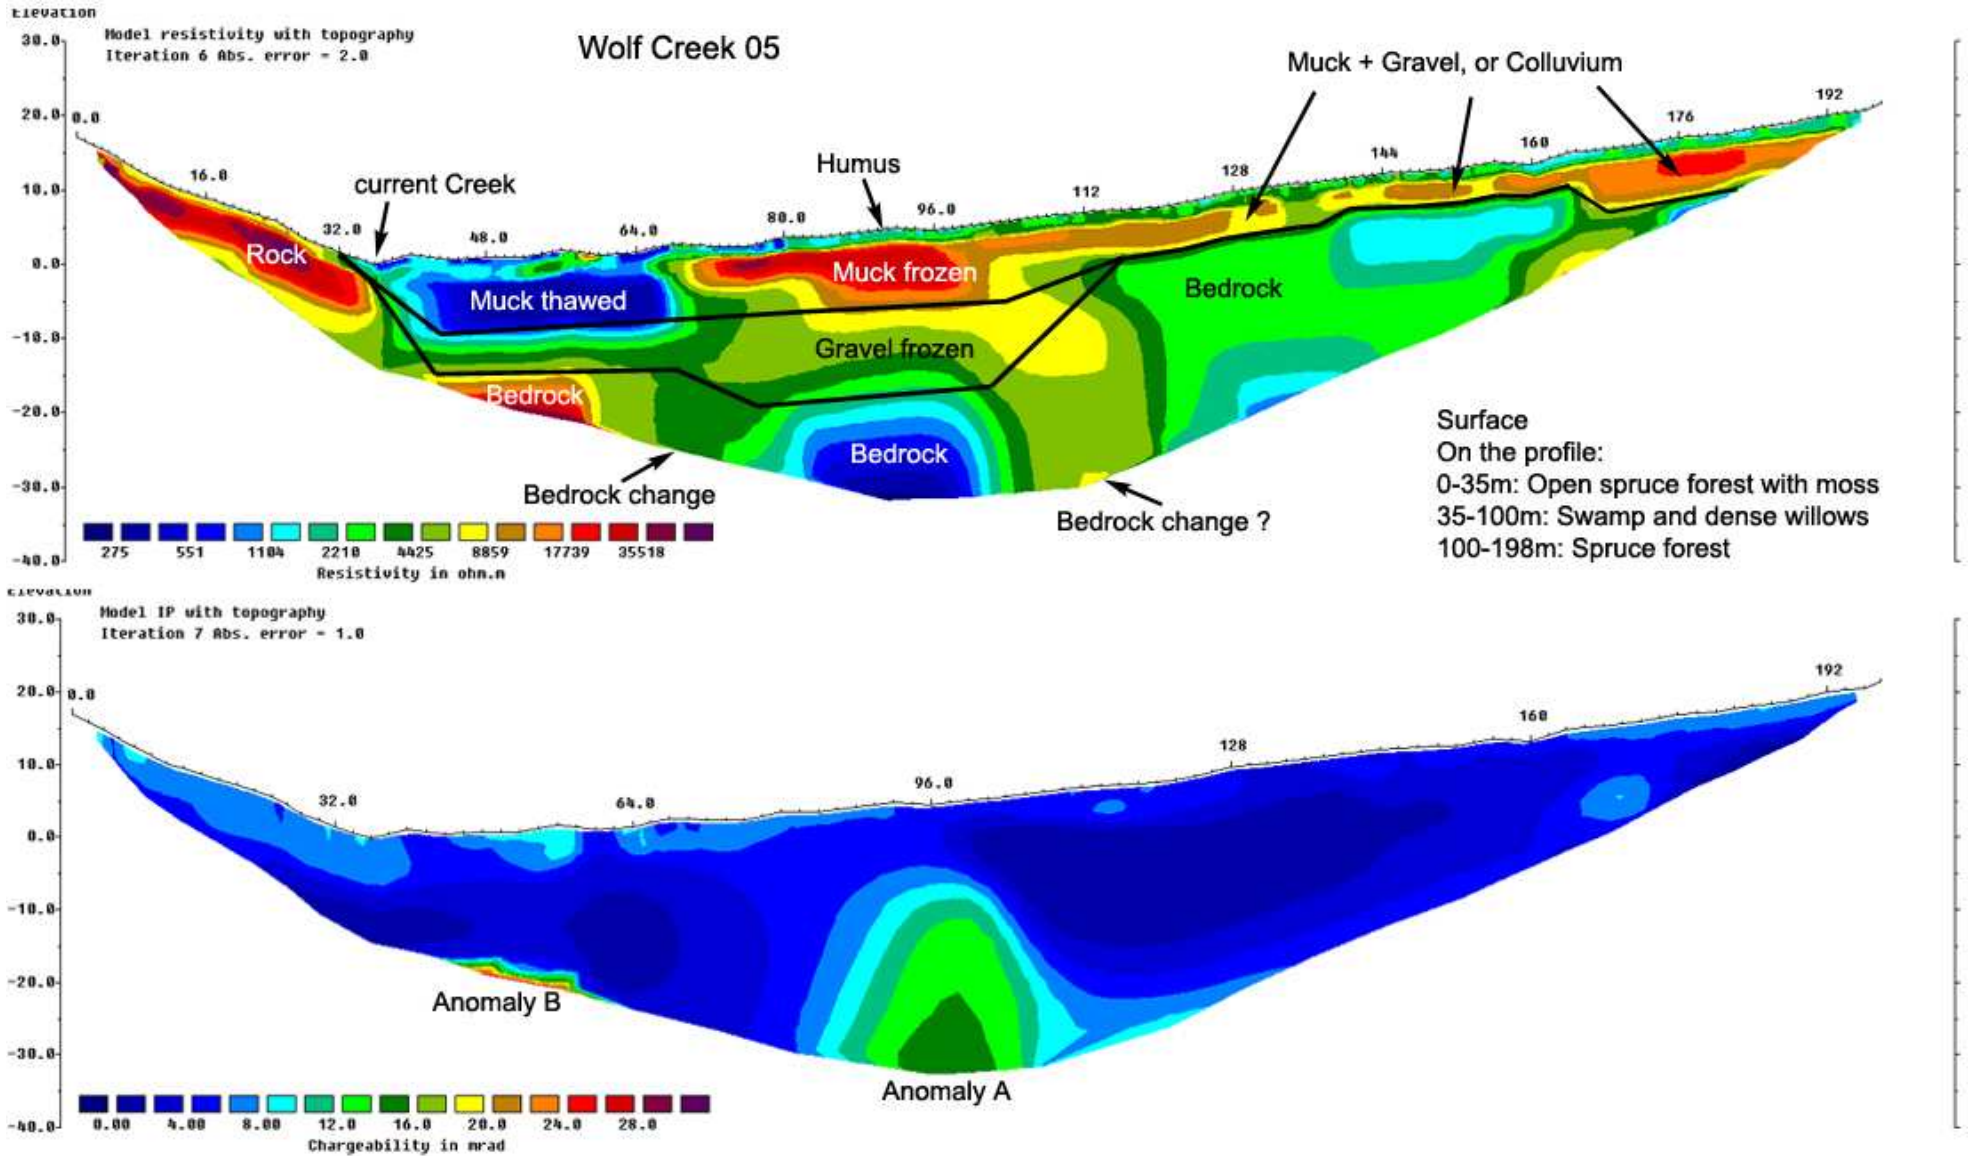 Elevation
Model resistivity with topography
Iteration 6 Abs. error = 2.0
Wolf Creek 05
Muck + Gravel, or Colluvium
30.0
20.0
10.0
0.0
-10.0
-20.0
-30.0
-40.0
0.0
16.0
32.0
48.0
64.0
80.0
96.0
112
128
144
160
176
192
current Creek
Humus
Rock
Muck thawed
Muck frozen
Gravel frozen
Bedrock
Bedrock
Bedrock
Bedrock change
Bedrock change ?
Surface
On the profile:
0-35m: Open spruce forest with moss
35-100m: Swamp and dense willows
100-198m: Spruce forest
275 551 1104 2210 4425 8859 17739 35518
Resistivity in ohm.m
Elevation
Model IP with topography
Iteration 7 Abs. error = 1.0
30.0
20.0
10.0
0.0
-10.0
-20.0
-30.0
-40.0
0.0
32.0
64.0
96.0
128
160
192
Anomaly B
Anomaly A
0.00 4.00 8.00 12.0 16.0 20.0 24.0 28.0
Chargeability in mrad